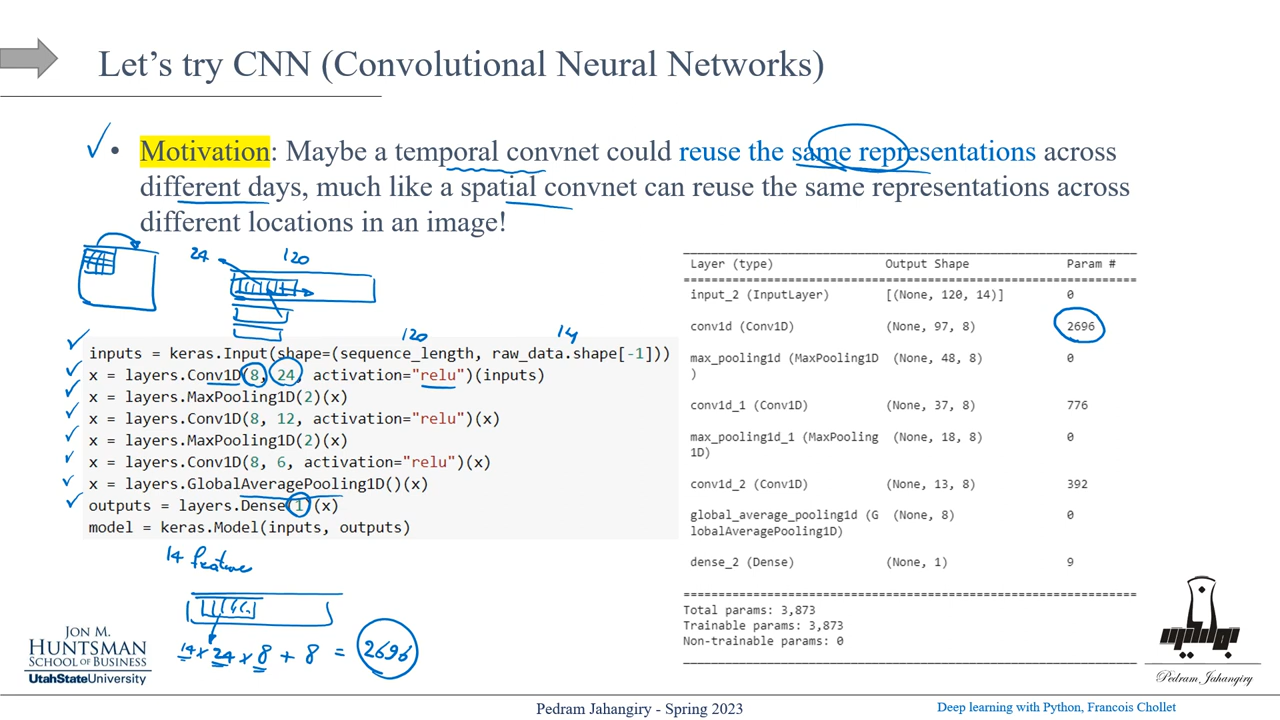 Let's try CNN (Convolutional Neural Networks)
• Motivation: Maybe a temporal convnet could reuse the same representations across
different days, much like a spatial convnet can reuse the same representations across
different locations in an image!
24
120
120
14
inputs = keras.Input(shape=(sequence_length, raw_data.shape[-1]))
x = layers.Conv1D(8, 24, activation="relu")(inputs)
x = layers.MaxPooling1D(2)(x)
x = layers.Conv1D(8, 12, activation="relu")(x)
x = layers.MaxPooling1D(2)(x)
x = layers.Conv1D(8, 6, activation="relu")(x)
x = layers.GlobalAveragePooling1D()(x)
outputs = layers.Dense(1)(x)
model = keras.Model(inputs, outputs)
14 feature
14 x 24 x 8 + 8 = 2696
Layer (type) Output Shape Param #
input_2 (InputLayer) [(None, 120, 14)] 0
conv1d (Conv1D) (None, 97, 8) 2696
max_pooling1d (MaxPooling1D (None, 48, 8) 0
)
conv1d_1 (Conv1D) (None, 37, 8) 776
max_pooling1d_1 (MaxPooling (None, 18, 8) 0
1D)
conv1d_2 (Conv1D) (None, 13, 8) 392
global_average_pooling1d (G (None, 8) 0
lobalAveragePooling1D)
dense_2 (Dense) (None, 1) 9
Total params: 3,873
Trainable params: 3,873
Non-trainable params: 0
JON M.
HUNTSMAN
SCHOOL OF BUSINESS
UtahStateUniversity
Pedram Jahangiry
Pedram Jahangiry - Spring 2023
Deep learning with Python, Francois Chollet